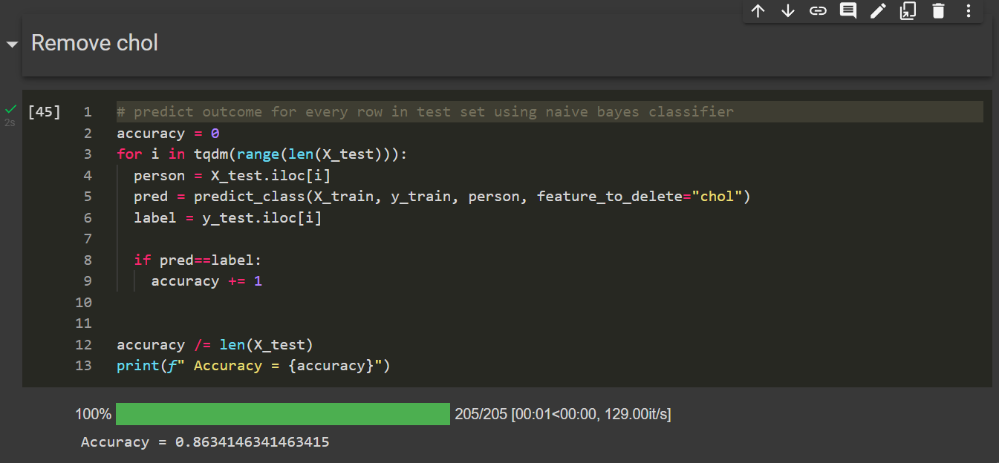 Remove chol
[45]
2s
1 # predict outcome for every row in test set using naive bayes classifier
2 accuracy = 0
3 for i in tqdm(range(len(X_test))):
4   person = X_test.iloc[i]
5   pred = predict_class(X_train, y_train, person, feature_to_delete="chol")
6   label = y_test.iloc[i]
7
8   if pred==label:
9     accuracy += 1
10
11
12 accuracy /= len(X_test)
13 print(f" Accuracy = {accuracy}")
100% 205/205 [00:01<00:00, 129.00it/s]
Accuracy = 0.8634146341463415